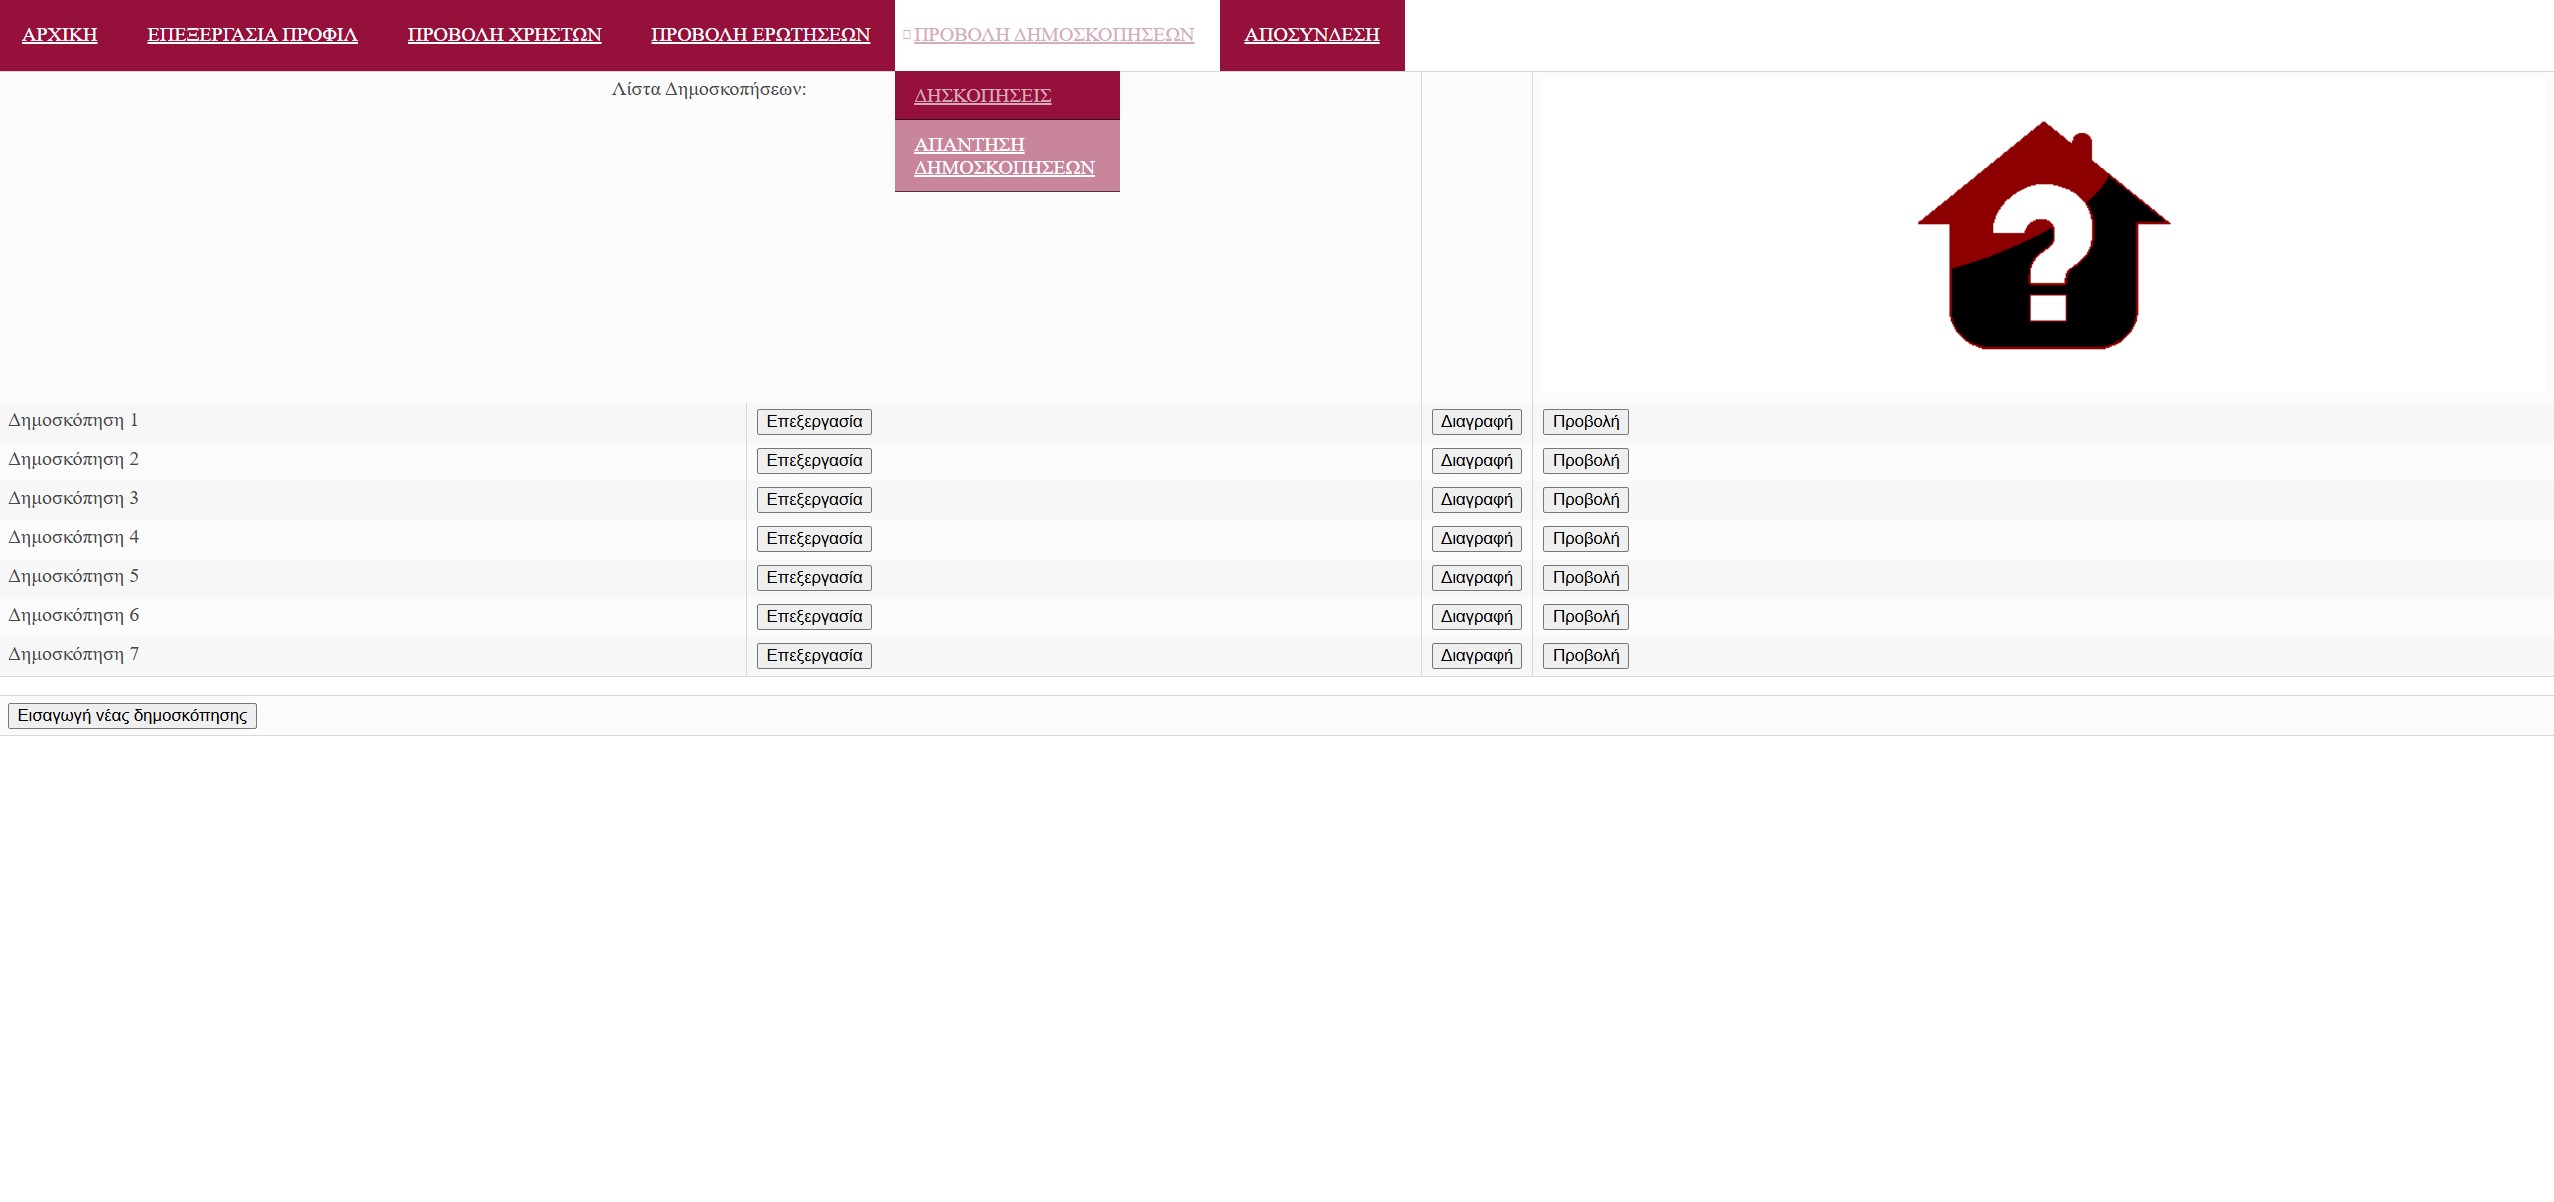 ΑΡΧΙΚΗ ΕΠΕΞΕΡΓΑΣΙΑ ΠΡΟΦΙΛ ΠΡΟΒΟΛΗ ΧΡΗΣΤΩΝ ΠΡΟΒΟΛΗ ΕΡΩΤΗΣΕΩΝ ΠΡΟΒΟΛΗ ΔΗΜΟΣΚΟΠΗΣΕΩΝ ΑΠΟΣΥΝΔΕΣΗ
Λίστα Δημοσκοπήσεων:
ΔΗΣΚΟΠΗΣΕΙΣ
ΑΠΑΝΤΗΣΗ
ΔΗΜΟΣΚΟΠΗΣΕΩΝ
?
Δημοσκόπηση 1 Επεξεργασία Διαγραφή Προβολή
Δημοσκόπηση 2 Επεξεργασία Διαγραφή Προβολή
Δημοσκόπηση 3 Επεξεργασία Διαγραφή Προβολή
Δημοσκόπηση 4 Επεξεργασία Διαγραφή Προβολή
Δημοσκόπηση 5 Επεξεργασία Διαγραφή Προβολή
Δημοσκόπηση 6 Επεξεργασία Διαγραφή Προβολή
Δημοσκόπηση 7 Επεξεργασία Διαγραφή Προβολή
Εισαγωγή νέας δημοσκόπησης